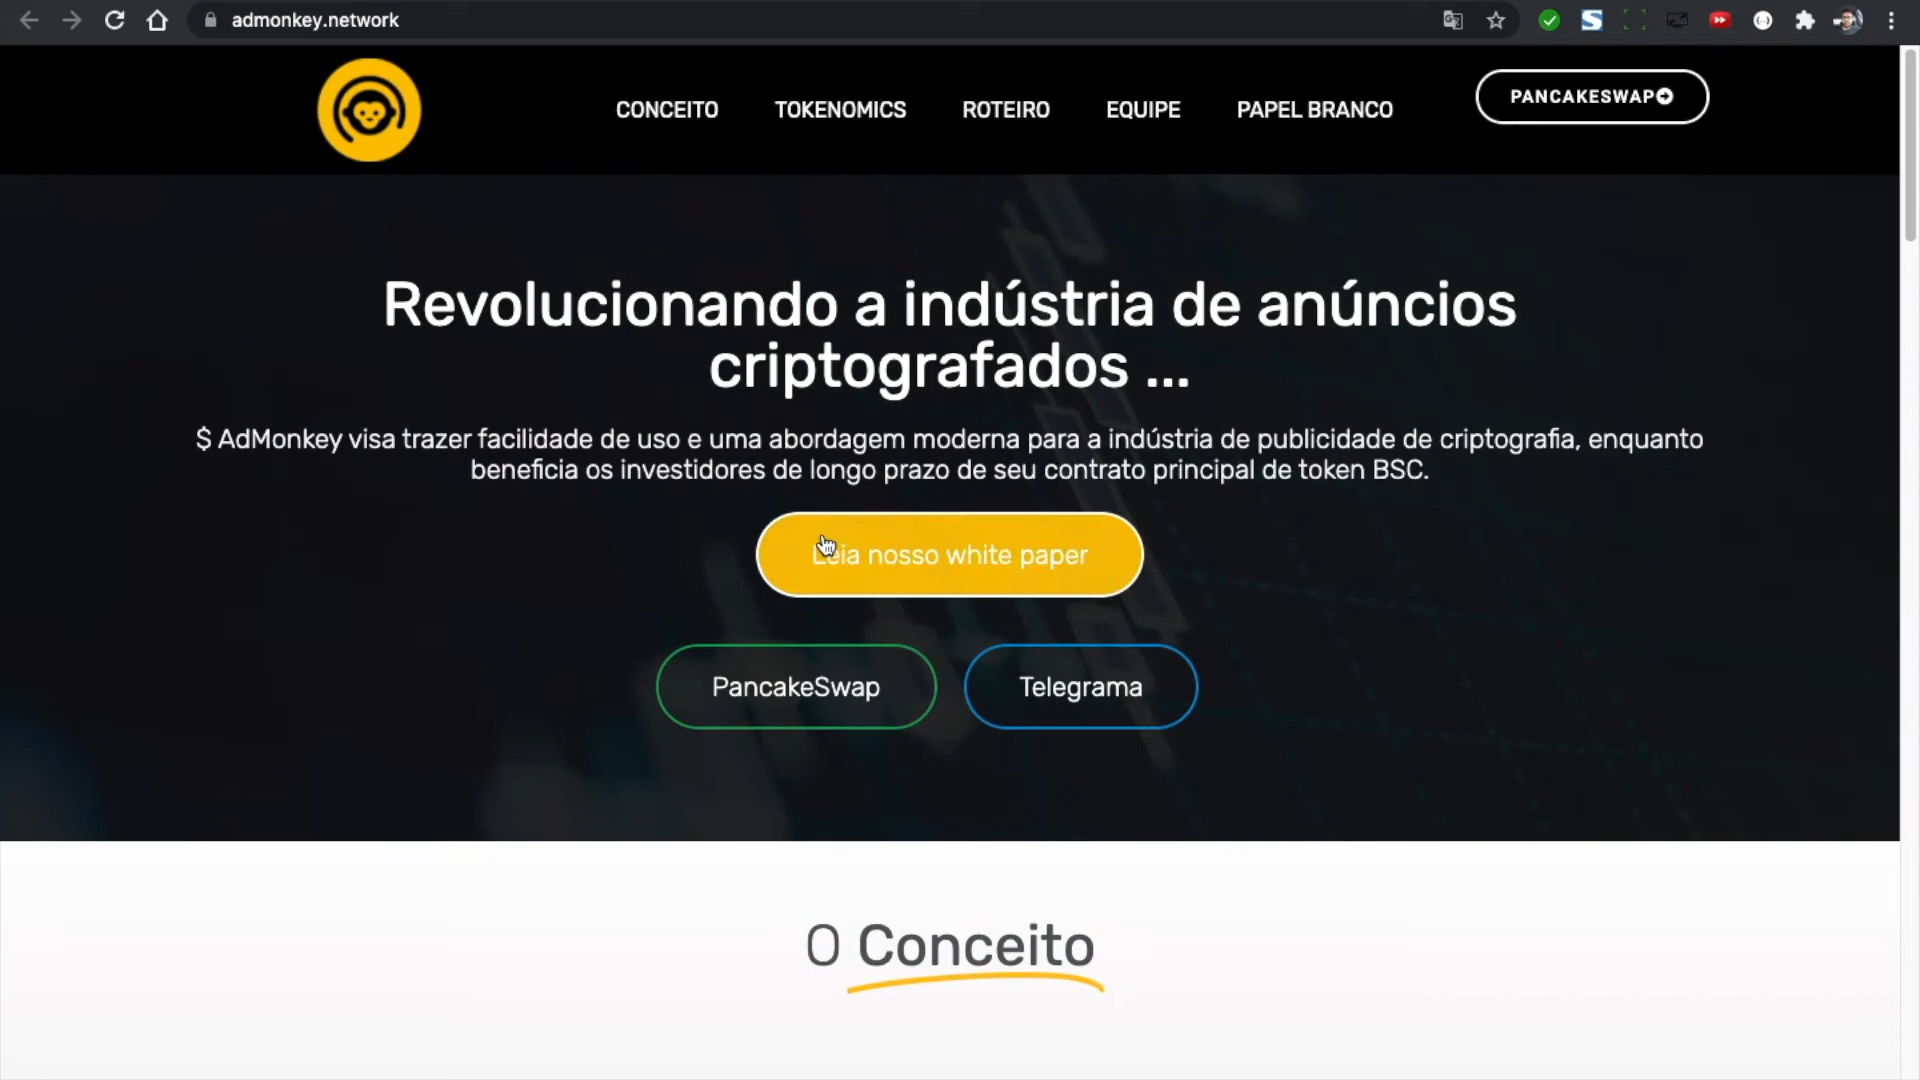 admonkey.network
CONCEITO TOKENOMICS ROTEIRO EQUIPE PAPEL BRANCO PANCAKESWAP
Revolucionando a indústria de anúncios
criptografados ...
$ AdMonkey visa trazer facilidade de uso e uma abordagem moderna para a indústria de publicidade de criptografia, enquanto
beneficia os investidores de longo prazo de seu contrato principal de token BSC.
Leia nosso white paper
PancakeSwap Telegrama
O Conceito